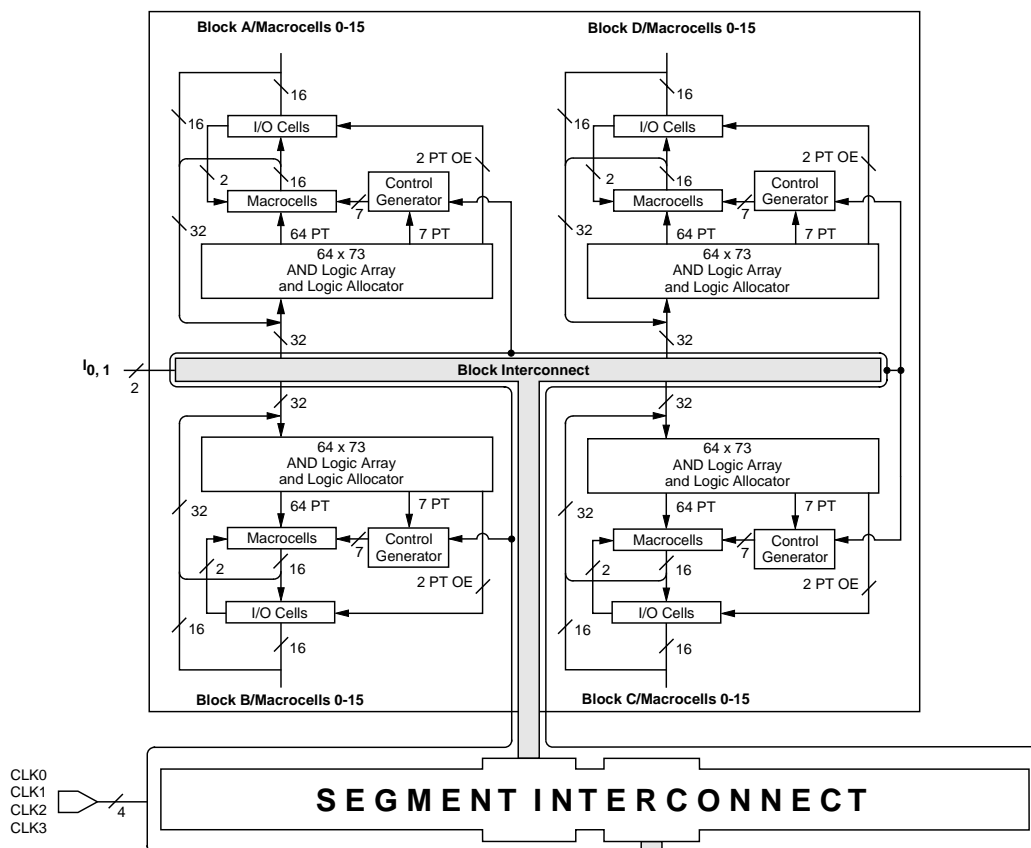 Block A/Macrocells 0-15
Block D/Macrocells 0-15
16
16
16
16
I/O Cells
I/O Cells
2 PT OE
2 PT OE
2
16
Control
Generator
2
16
Control
Generator
Macrocells
7
Macrocells
7
32
64 PT
7 PT
32
64 PT
7 PT
64 x 73
AND Logic Array
and Logic Allocator
64 x 73
AND Logic Array
and Logic Allocator
32
32
I0, 1
2
Block Interconnect
32
32
64 x 73
AND Logic Array
and Logic Allocator
64 x 73
AND Logic Array
and Logic Allocator
32
64 PT
7 PT
32
64 PT
7 PT
Macrocells
7
Control
Generator
Macrocells
7
Control
Generator
2
16
2
16
2 PT OE
2 PT OE
I/O Cells
I/O Cells
16
16
16
16
Block B/Macrocells 0-15
Block C/Macrocells 0-15
CLK0
CLK1
CLK2
CLK3
4
SEGMENT INTERCONNECT